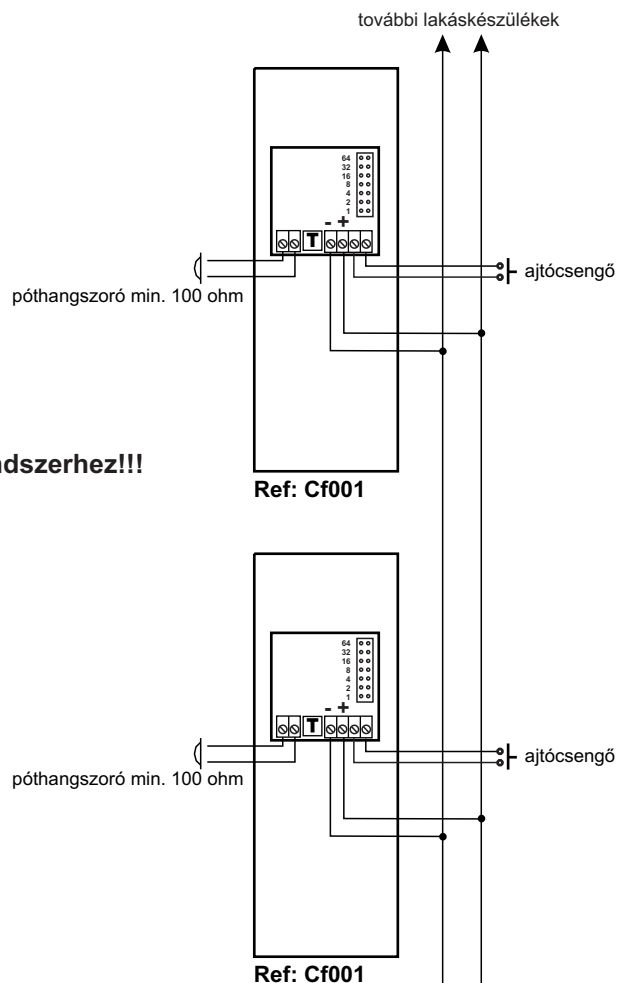 további lakáskészülékek
64
32
16
8
4
2
1
- +
T
ajtócsengő
póthangszoró min. 100 ohm
ndszerhez!!!
Ref: Cf001
64
32
16
8
4
2
1
- +
T
ajtócsengő
póthangszoró min. 100 ohm
Ref: Cf001